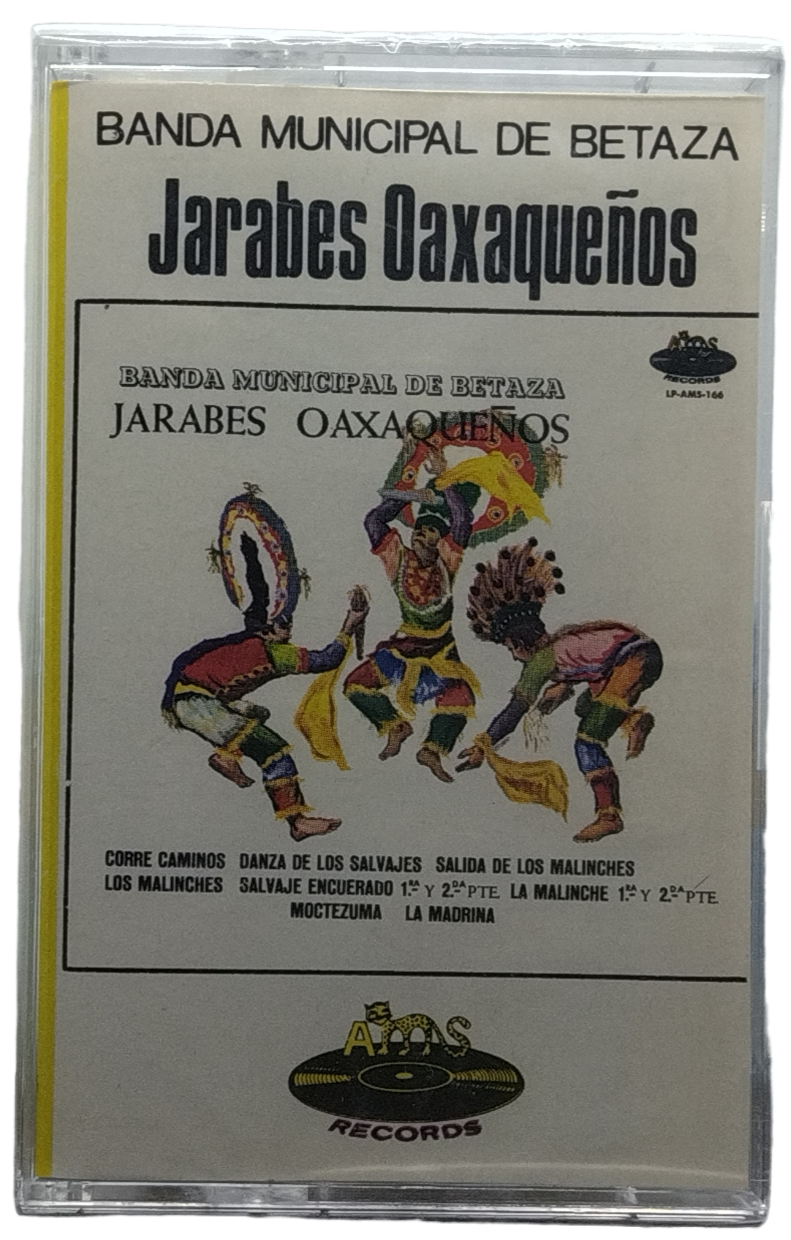 BANDA MUNICIPAL DE BETAZA
Jarabes Oaxaqueños
AMS
RECORDS
LP-AMS-166
BANDA MUNICIPAL DE BETAZA
JARABES OAXAQUEÑOS
CORRE CAMINOS DANZA DE LOS SALVAJES SALIDA DE LOS MALINCHES
LOS MALINCHES SALVAJE ENCUERADO 1.RA Y 2.DA PTE. LA MALINCHE 1.RA Y 2.DA PTE.
MOCTEZUMA LA MADRINA
AMS
RECORDS